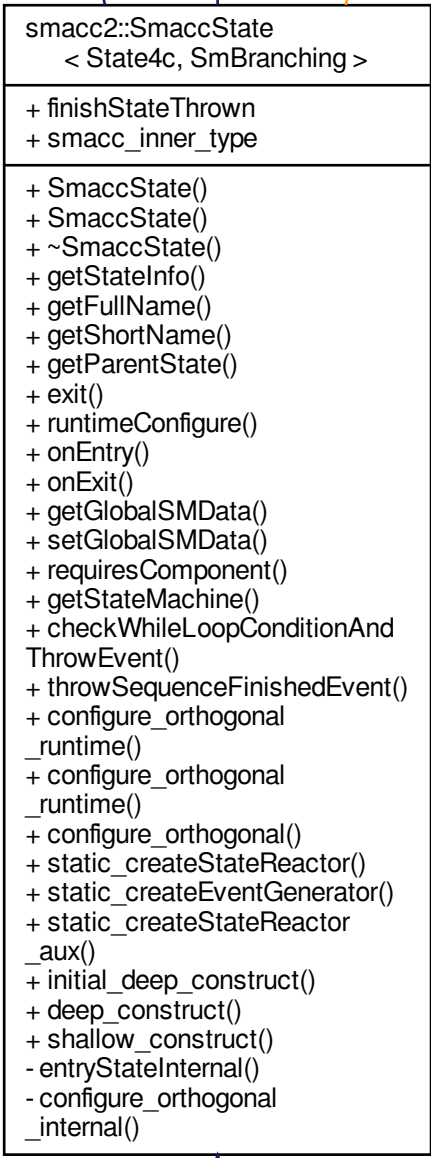 smacc2::SmaccState
< State4c, SmBranching >
+ finishStateThrown
+ smacc_inner_type
+ SmaccState()
+ SmaccState()
+ ~SmaccState()
+ getStateInfo()
+ getFullName()
+ getShortName()
+ getParentState()
+ exit()
+ runtimeConfigure()
+ onEntry()
+ onExit()
+ getGlobalSMData()
+ setGlobalSMData()
+ requiresComponent()
+ getStateMachine()
+ checkWhileLoopConditionAnd
ThrowEvent()
+ throwSequenceFinishedEvent()
+ configure_orthogonal
_runtime()
+ configure_orthogonal
_runtime()
+ configure_orthogonal()
+ static_createStateReactor()
+ static_createEventGenerator()
+ static_createStateReactor
_aux()
+ initial_deep_construct()
+ deep_construct()
+ shallow_construct()
- entryStateInternal()
- configure_orthogonal
_internal()